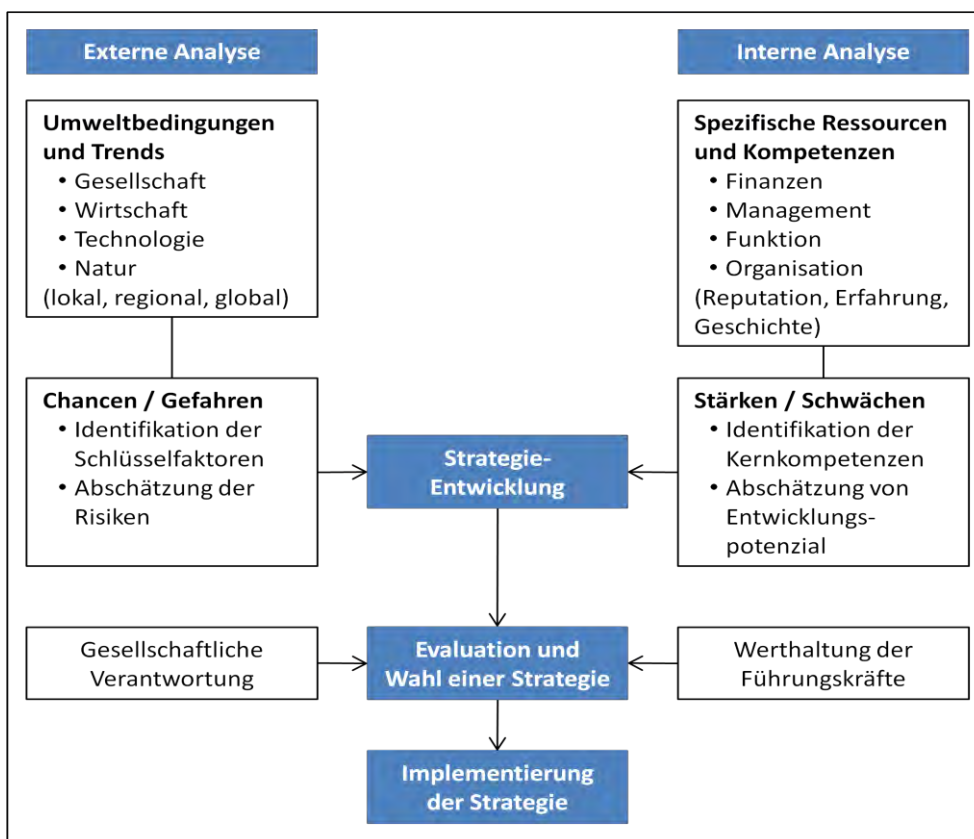 Externe Analyse
Interne Analyse
Umweltbedingungen
und Trends
• Gesellschaft
• Wirtschaft
• Technologie
• Natur
(lokal, regional, global)
Spezifische Ressourcen
und Kompetenzen
• Finanzen
• Management
• Funktion
• Organisation
(Reputation, Erfahrung,
Geschichte)
Chancen / Gefahren
• Identifikation der
Schlüsselfaktoren
• Abschätzung der
Risiken
Strategie-
Entwicklung
Stärken / Schwächen
• Identifikation der
Kernkompetenzen
• Abschätzung von
Entwicklungs-
potenzial
Gesellschaftliche
Verantwortung
Evaluation und
Wahl einer Strategie
Werthaltung der
Führungskräfte
Implementierung
der Strategie